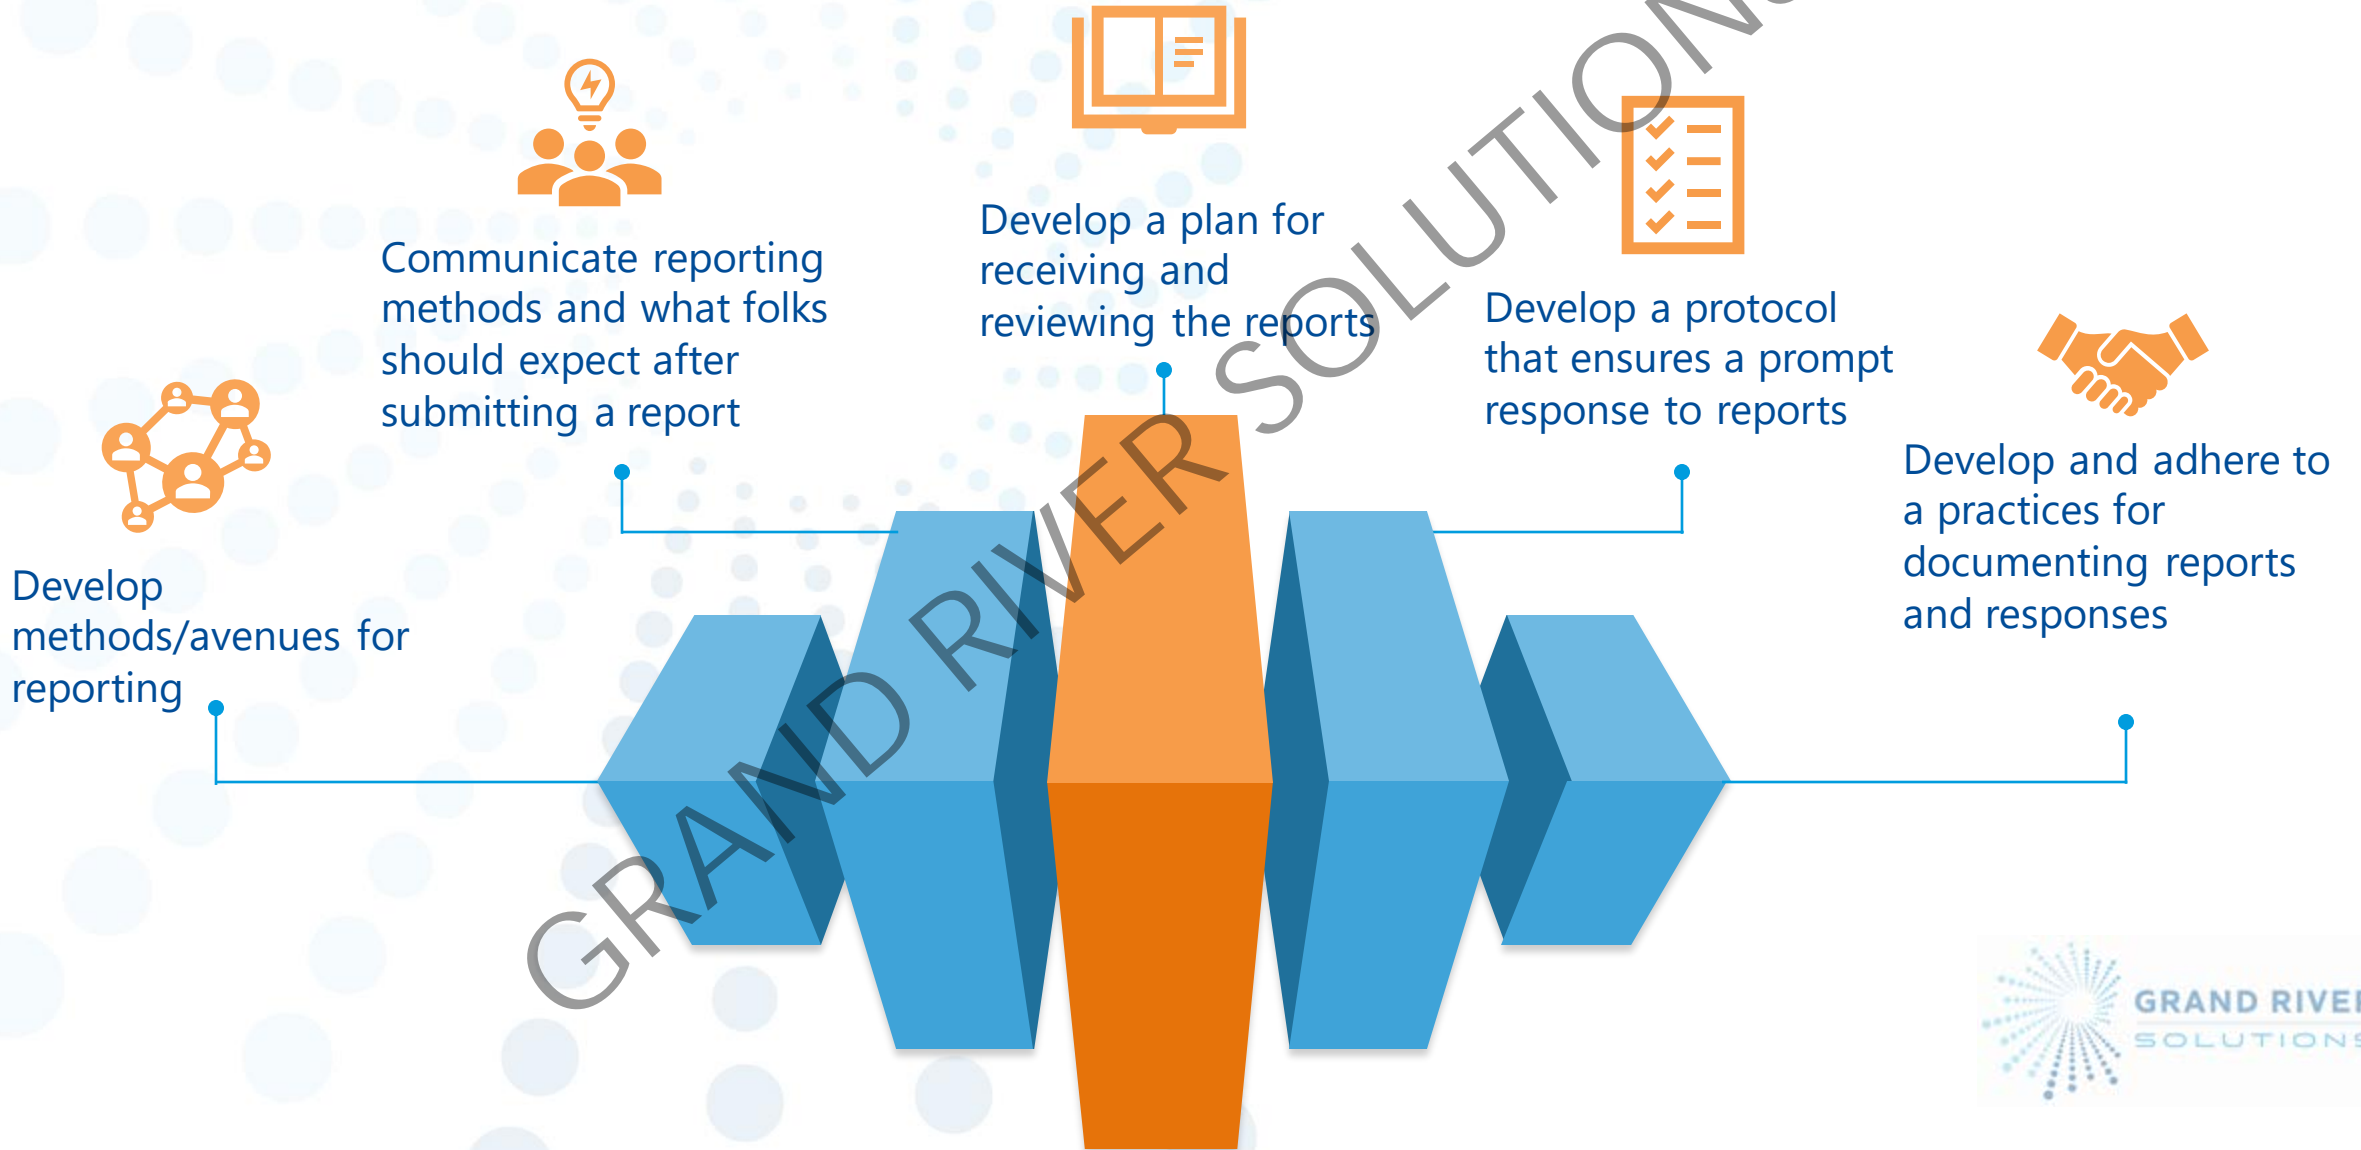 Develop
methods/avenues for
reporting
Communicate reporting
methods and what folks
should expect after
submitting a report
Develop a plan for
receiving and
reviewing the reports
Develop a protocol
that ensures a prompt
response to reports
Develop and adhere to
a practices for
documenting reports
and responses
GRAND RIVER SOLUTIONS
GRAND RIVER
SOLUTIONS